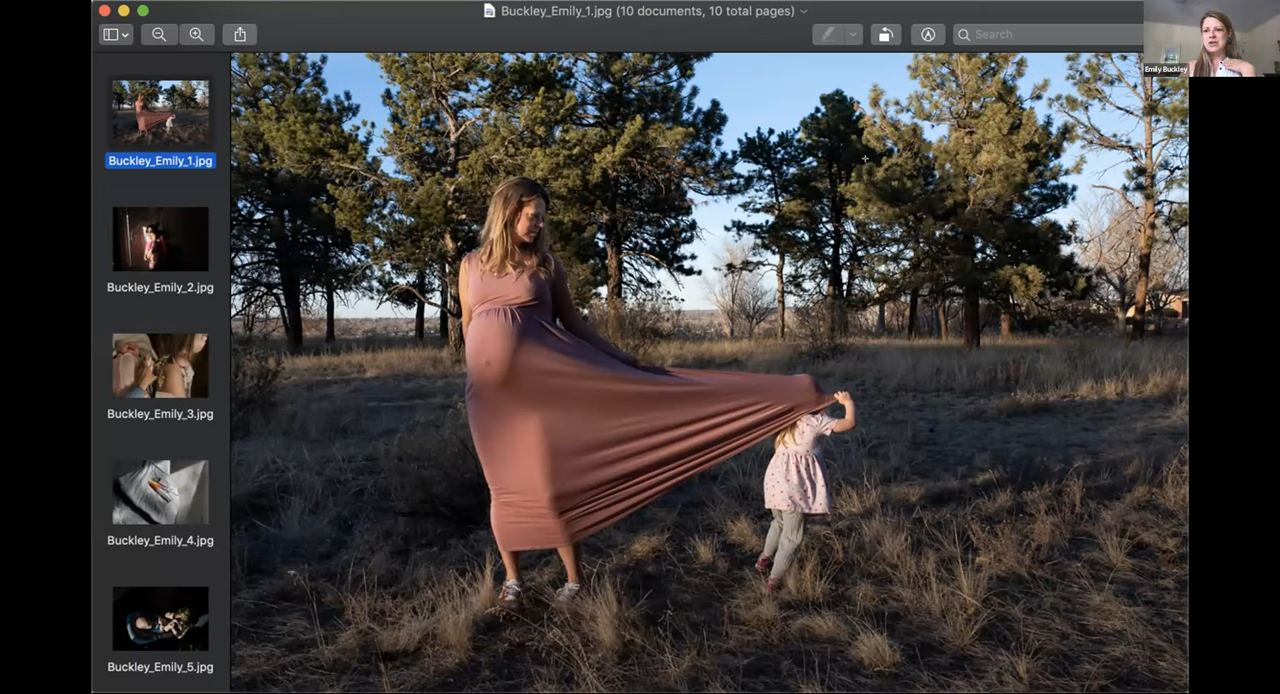 Buckley_Emily_1.jpg (10 documents, 10 total pages)
Search
Emily Buckley
Buckley_Emily_1.jpg
Buckley_Emily_2.jpg
Buckley_Emily_3.jpg
Buckley_Emily_4.jpg
Buckley_Emily_5.jpg